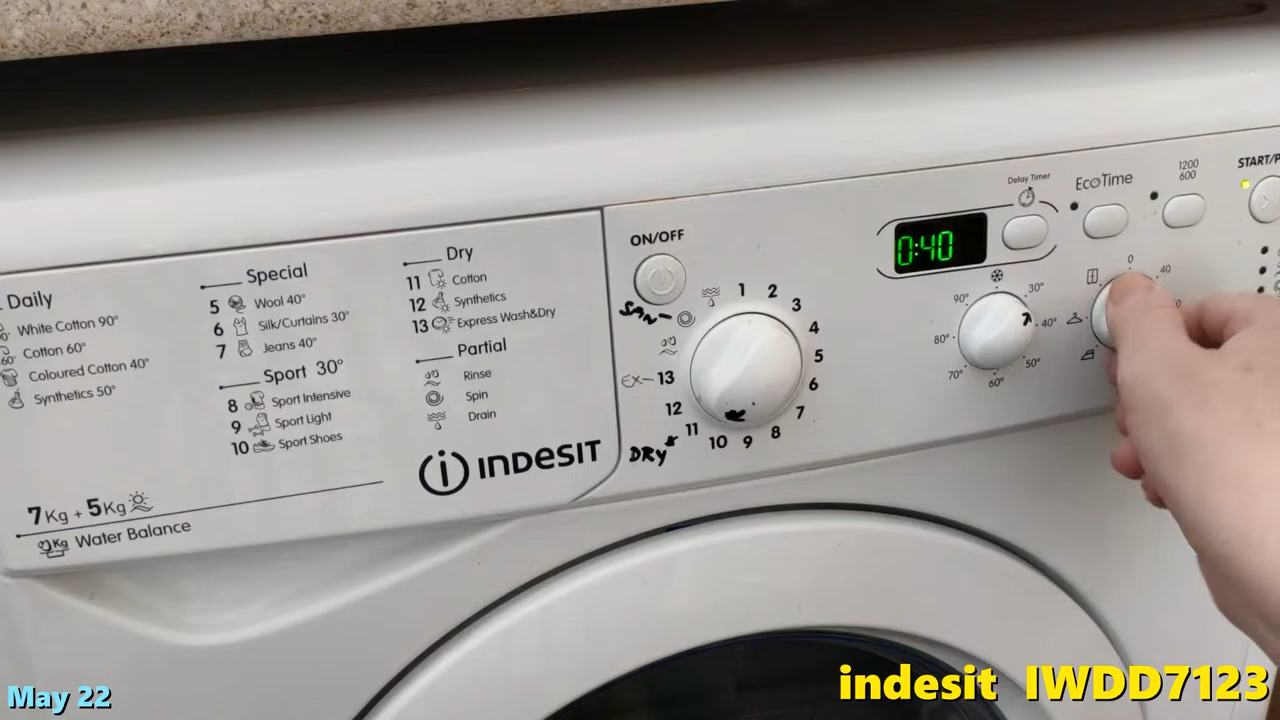 Daily
White Cotton 90°
Cotton 60°
Coloured Cotton 40°
Synthetics 50°
Special
5 Wool 40°
6 Silk/Curtains 30°
7 Jeans 40°
Sport 30°
8 Sport Intensive
9 Sport Light
10 Sport Shoes
Dry
11 Cotton
12 Synthetics
13 Express Wash&Dry
Partial
Rinse
Spin
Drain
7Kg + 5Kg
Kg Water Balance
indesit
ON/OFF
SAN-
EX-
DRY*
1
2
3
4
5
6
7
8
9
10
11
12
13
0:40
Delay Timer
EcoTime
1200
600
START/P
30°
40°
50°
60°
70°
80°
90°
0
40
May 22
indesit IWDD7123